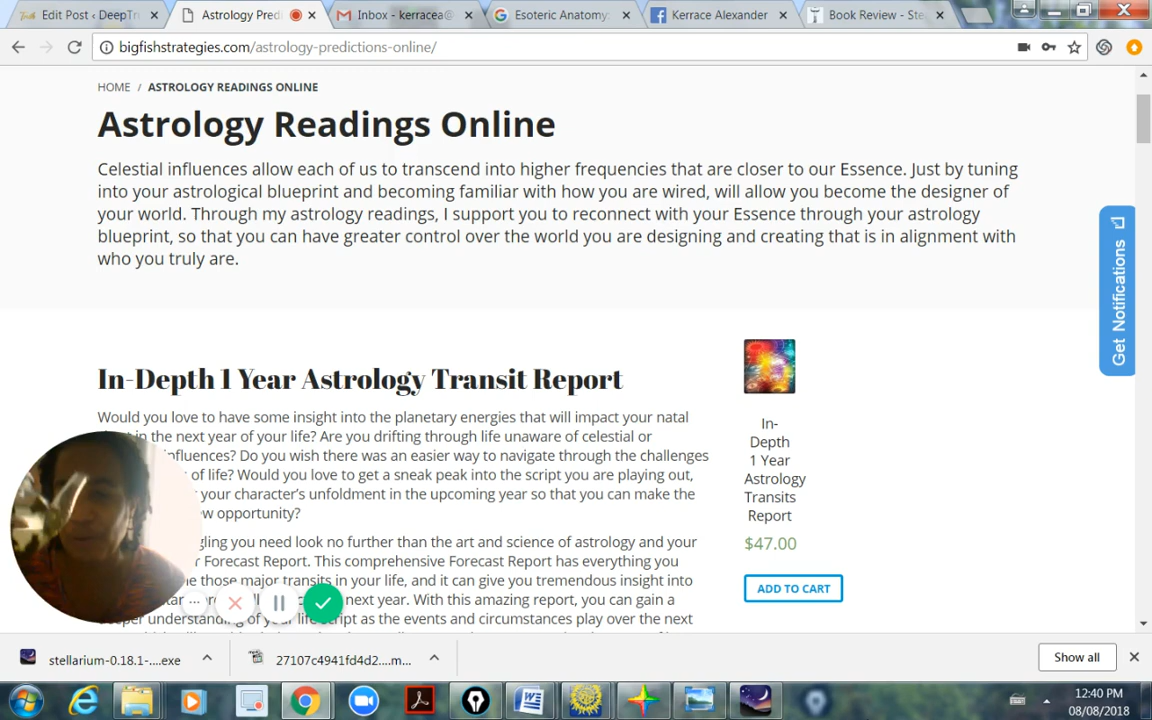 Edit Post ‹ DeepTr
Astrology Pred
Inbox - kerracea@
Esoteric Anatomy:
Kerrace Alexander
Book Review - Ste
bigfishstrategies.com/astrology-predictions-online/
HOME / ASTROLOGY READINGS ONLINE
Astrology Readings Online
Celestial influences allow each of us to transcend into higher frequencies that are closer to our Essence. Just by tuning
into your astrological blueprint and becoming familiar with how you are wired, will allow you become the designer of
your world. Through my astrology readings, I support you to reconnect with your Essence through your astrology
blueprint, so that you can have greater control over the world you are designing and creating that is in alignment with
who you truly are.
Get Notifications
In-Depth 1 Year Astrology Transit Report
Would you love to have some insight into the planetary energies that will impact your natal
in the next year of your life? Are you drifting through life unaware of celestial or
influences? Do you wish there was an easier way to navigate through the challenges
of life? Would you love to get a sneak peak into the script you are playing out,
your character's unfoldment in the upcoming year so that you can make the
opportunity?
you need look no further than the art and science of astrology and your
Forecast Report. This comprehensive Forecast Report has everything you
those major transits in your life, and it can give you tremendous insight into
next year. With this amazing report, you can gain a
deeper understanding of your life script as the events and circumstances play over the next
In-
Depth
1 Year
Astrology
Transits
Report
$47.00
ADD TO CART
stellarium-0.18.1-....exe
27107c4941fd4d2....m...
Show all
12:40 PM
08/08/2018